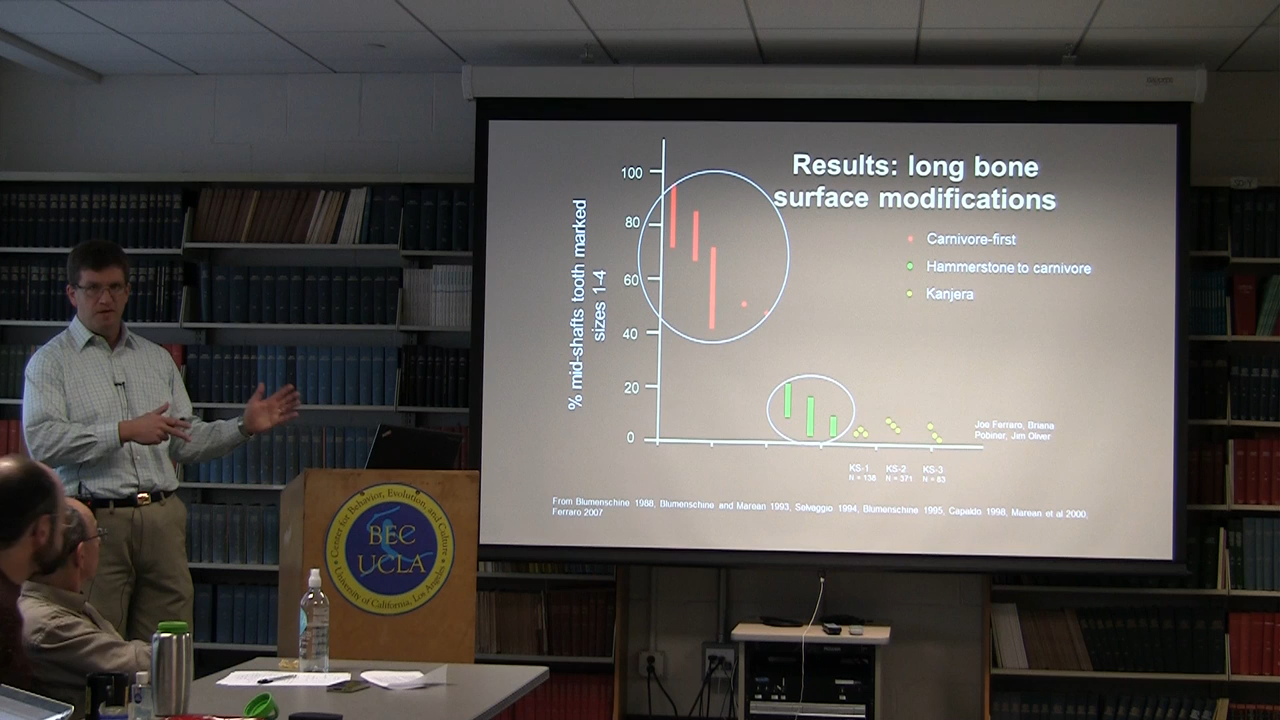 Results: long bone
surface modifications
% mid-shafts tooth marked
sizes 1-4
100
80
60
40
20
0
Carnivore-first
Hammerstone to carnivore
Kanjera
Joe Ferraro, Briana
Pobiner, Jim Oliver
KS-1 KS-2 KS-3
N = 138 N = 371 N = 83
From Blumenschine 1988, Blumenschine and Marean 1993, Selvaggio 1994, Blumenschine 1995, Capaldo 1998, Marean et al 2000,
Ferraro 2007
Center for Behavior, Evolution, and Culture
BEC
UCLA
University of California, Los Angeles